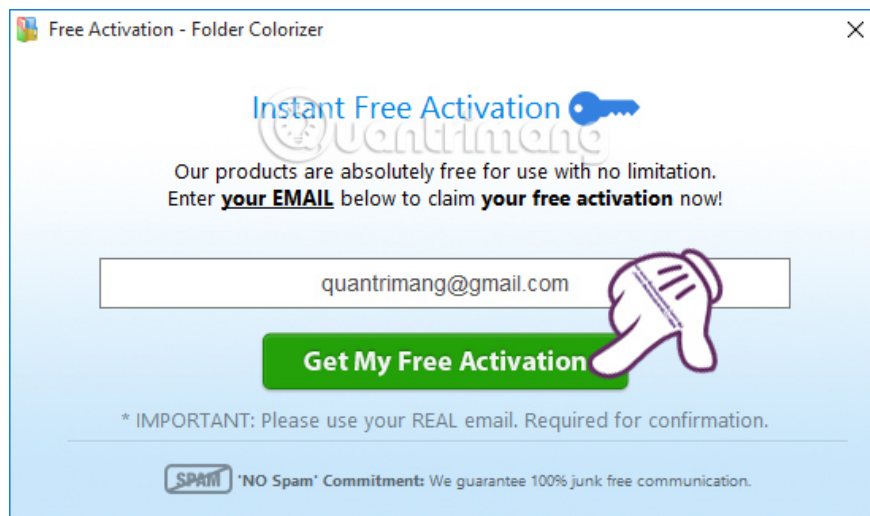 Free Activation - Folder Colorizer
Instant Free Activation
Quantrimang
Our products are absolutely free for use with no limitation.
Enter your EMAIL below to claim your free activation now!
quantrimang@gmail.com
Get My Free Activation
* IMPORTANT: Please use your REAL email. Required for confirmation.
SPAM 'NO Spam' Commitment: We guarantee 100% junk free communication.